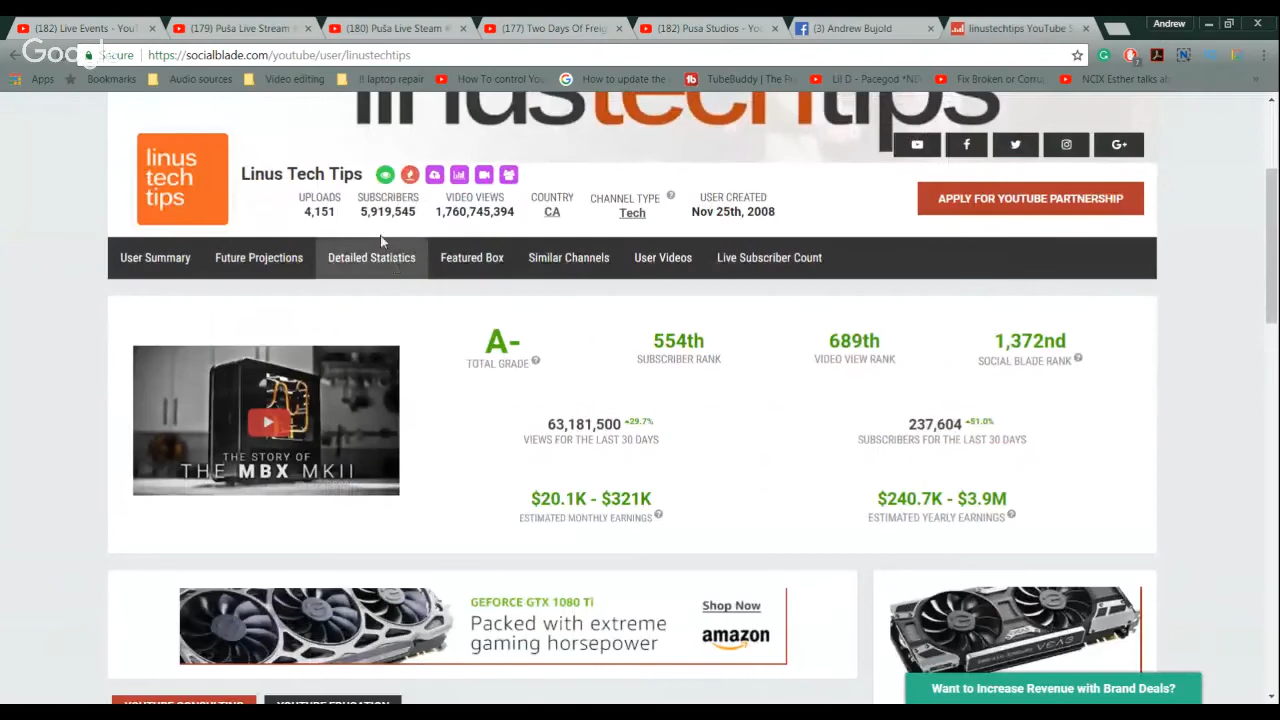 (182) Live Events - YouT
(179) Puša Live Stream
(180) Puša Live Steam
(177) Two Days Of Freig
(182) Pusa Studios - You
(3) Andrew Bujold
linustechtips YouTube S
Andrew
Secure
https://socialblade.com/youtube/user/linustechtips
Apps
Bookmarks
Audio sources
Video editing
!! laptop repair
How To control You
How to update the
TubeBuddy | The P
Lil D - Pacegod *NE
Fix Broken or Corru
NCIX Esther talks a
linustechtips
linus
tech
tips
Linus Tech Tips
UPLOADS
4,151
SUBSCRIBERS
5,919,545
VIDEO VIEWS
1,760,745,394
COUNTRY
CA
CHANNEL TYPE
Tech
USER CREATED
Nov 25th, 2008
APPLY FOR YOUTUBE PARTNERSHIP
User Summary
Future Projections
Detailed Statistics
Featured Box
Similar Channels
User Videos
Live Subscriber Count
THE STORY OF
THE MBX MKII
A-
TOTAL GRADE
554th
SUBSCRIBER RANK
689th
VIDEO VIEW RANK
1,372nd
SOCIAL BLADE RANK
63,181,500 +29.7%
VIEWS FOR THE LAST 30 DAYS
237,604 +51.0%
SUBSCRIBERS FOR THE LAST 30 DAYS
$20.1K - $321K
ESTIMATED MONTHLY EARNINGS
$240.7K - $3.9M
ESTIMATED YEARLY EARNINGS
GEFORCE GTX 1080 Ti
Packed with extreme
gaming horsepower
Shop Now
amazon
Want to Increase Revenue with Brand Deals?
YOUTUBE CONSULTING
YOUTUBE EDUCATION